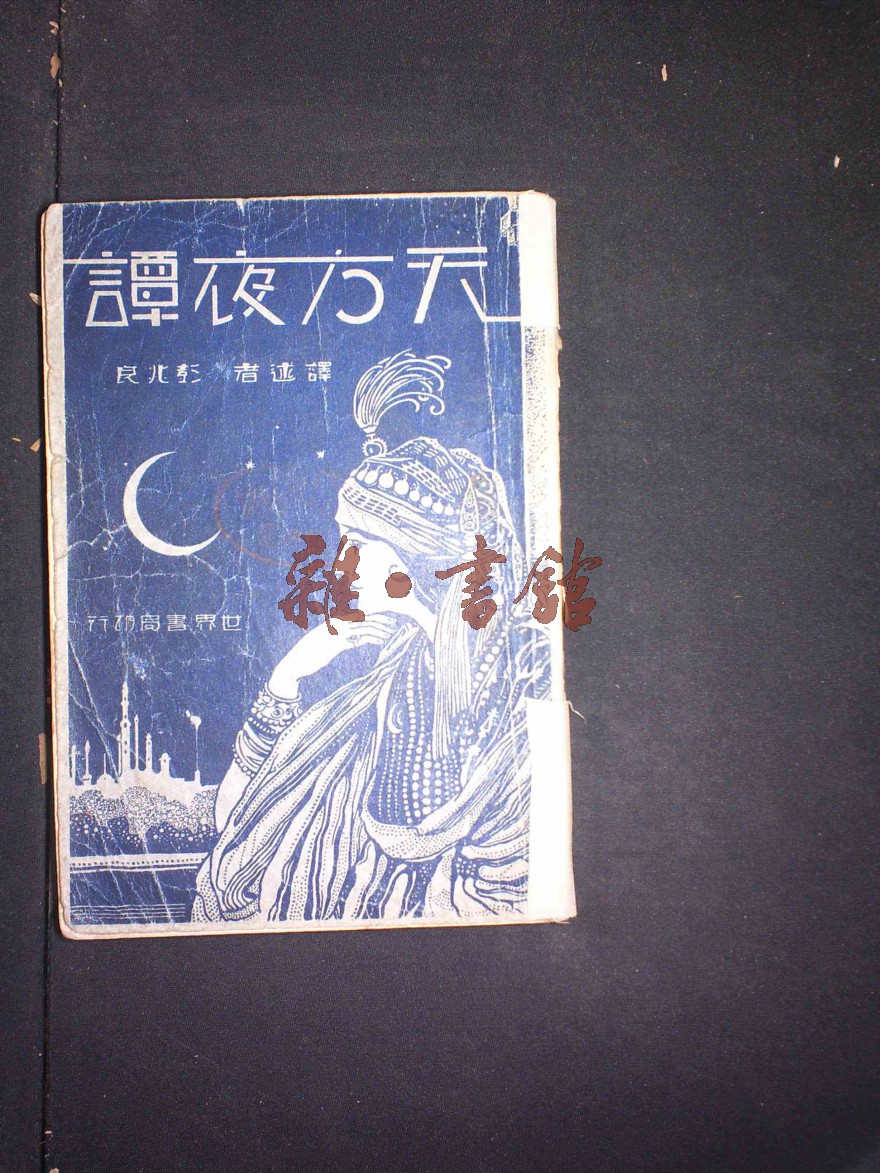 天方夜譚
譯述者 彭兆良
世界書局印行
雜·書館